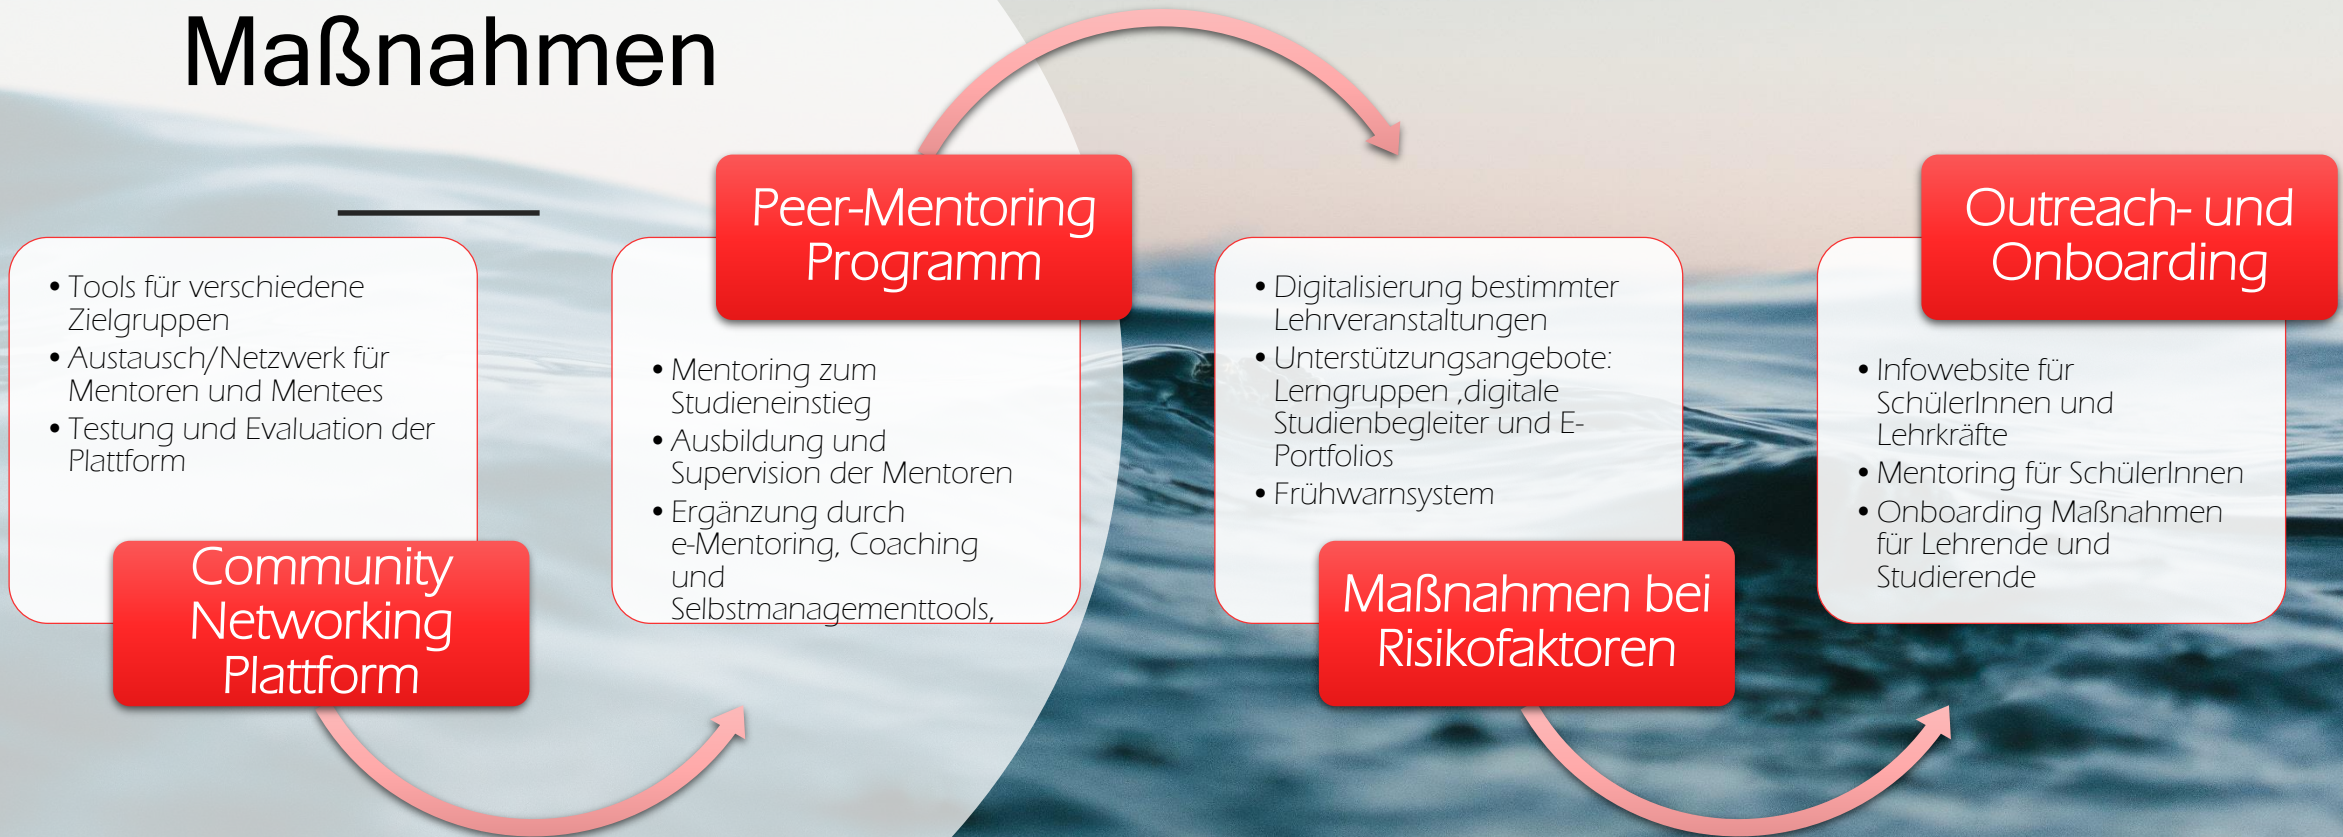 Maßnahmen
• Tools für verschiedene
Zielgruppen
• Austausch/Netzwerk für
Mentoren und Mentees
• Testung und Evaluation der
Plattform
Community
Networking
Plattform
Peer-Mentoring
Programm
• Mentoring zum
Studieneinstieg
• Ausbildung und
Supervision der Mentoren
• Ergänzung durch
e-Mentoring, Coaching
und
Selbstmanagementtools,
• Digitalisierung bestimmter
Lehrveranstaltungen
• Unterstützungsangebote:
Lerngruppen ,digitale
Studienbegleiter und E-
Portfolios
• Frühwarnsystem
Maßnahmen bei
Risikofaktoren
Outreach- und
Onboarding
• Infowebsite für
SchülerInnen und
Lehrkräfte
• Mentoring für SchülerInnen
• Onboarding Maßnahmen
für Lehrende und
Studierende